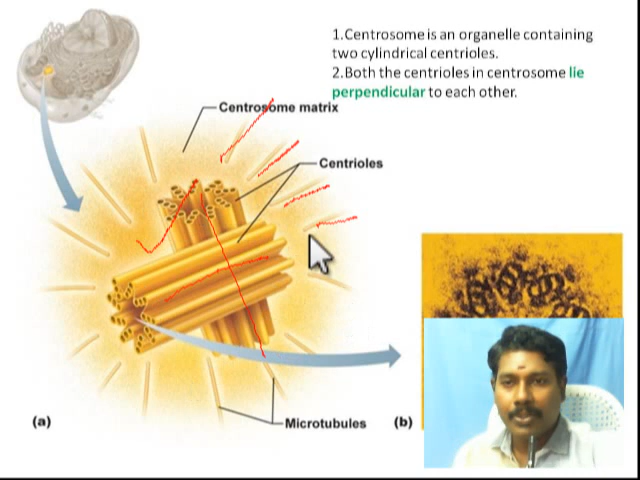 1.Centrosome is an organelle containing
two cylindrical centrioles.
2.Both the centrioles in centrosome lie
perpendicular to each other.
Centrosome matrix
Centrioles
(a)
Microtubules
(b)